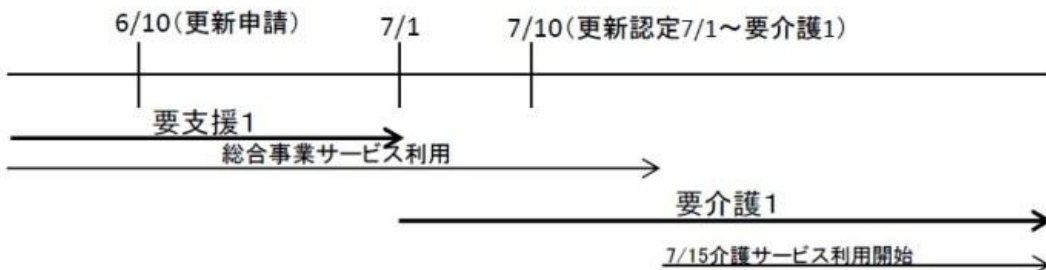 6/10(更新申請) 7/1 7/10(更新認定7/1~要介護1)
要支援1
総合事業サービス利用
要介護1
7/15介護サービス利用開始